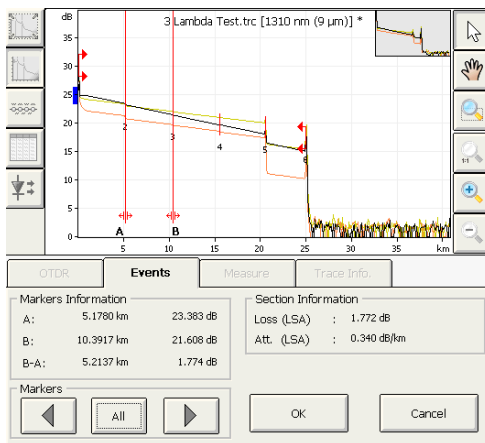 dB
3 Lambda Test.trc [1310 nm (9 µm)] *
35
30
25
20
15
10
5
0
2
3
4
5
6
A
B
5
10
15
20
25
30
35
km
1:1
OTDR
Events
Measure
Trace Info.
Markers Information
A: 5.1780 km 23.383 dB
B: 10.3917 km 21.608 dB
B-A: 5.2137 km 1.774 dB
Section Information
Loss (LSA) : 1.772 dB
Att. (LSA) : 0.340 dB/km
Markers
All
OK
Cancel